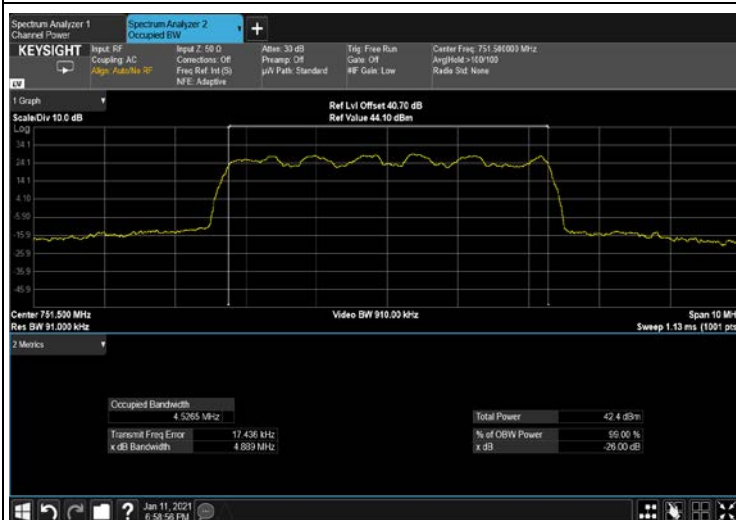 Spectrum Analyzer 1
Channel Power
Spectrum Analyzer 2
Occupied BW
+
KEYSIGHT
Input: RF
Coupling: AC
Align: Auto/No RF
Input Z: 50 Ω
Corrections: Off
Freq Ref: Int (S)
NFE: Adaptive
Atten: 30 dB
Preamp: Off
µW Path: Standard
Trig: Free Run
Gate: Off
#IF Gain: Low
Center Freq: 751.500000 MHz
Avg|Hold:>100/100
Radio Std: None
LV
1 Graph
Scale/Div 10.0 dB
Ref Lvl Offset 40.70 dB
Ref Value 44.10 dBm
Log
34.1
24.1
14.1
4.10
-5.90
-15.9
-25.9
-35.9
-45.9
Center 751.500 MHz
Res BW 91.000 kHz
Video BW 910.00 kHz
Span 10 MH
Sweep 1.13 ms (1001 pts
2 Metrics
Occupied Bandwidth
4.5265 MHz
Transmit Freq Error 17.436 kHz
x dB Bandwidth 4.889 MHz
Total Power 42.4 dBm
% of OBW Power 99.00 %
x dB -26.00 dB
?
Jan 11, 2021
6:58:56 PM